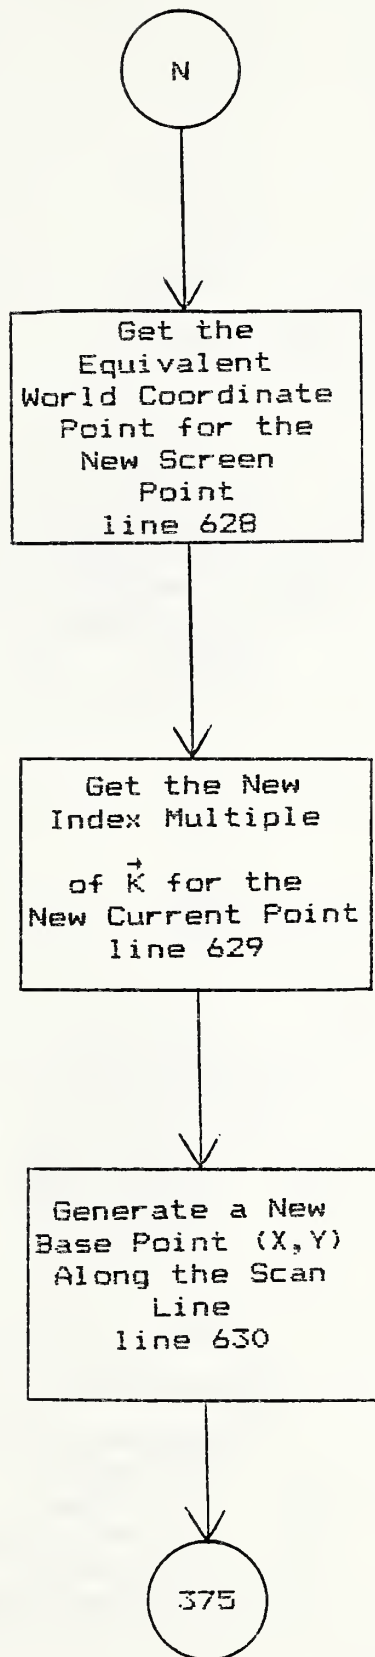 N
Get the
Equivalent
World Coordinate
Point for the
New Screen
Point
line 628
Get the New
Index Multiple
of K⃗ for the
New Current Point
line 629
Generate a New
Base Point (X,Y)
Along the Scan
Line
line 630
375